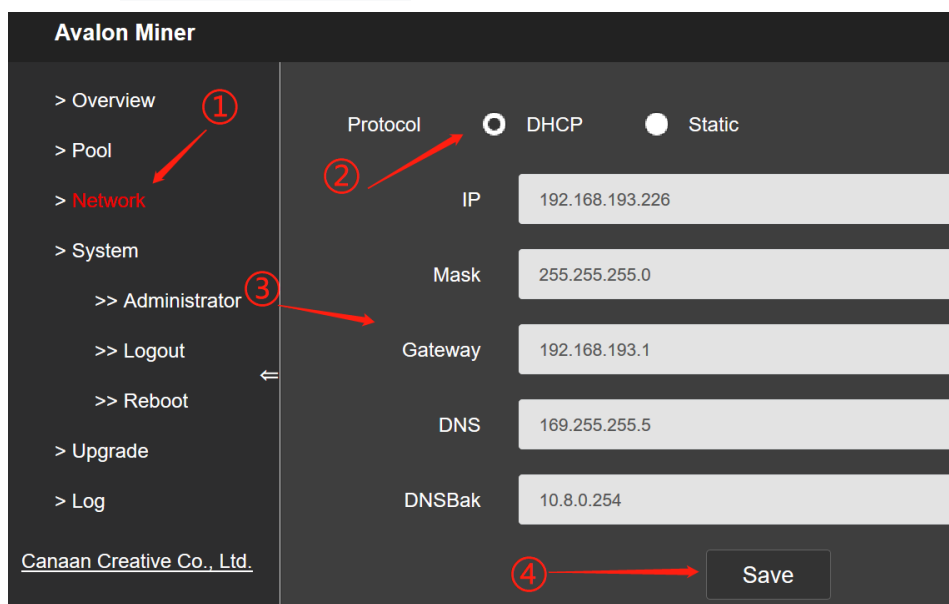 Avalon Miner
> Overview
①
> Pool
> Network
> System
>> Administrator
>> Logout
⇐
>> Reboot
> Upgrade
> Log
Canaan Creative Co., Ltd.
Protocol DHCP Static
②
IP 192.168.193.226
Mask 255.255.255.0
③
Gateway 192.168.193.1
DNS 169.255.255.5
DNSBak 10.8.0.254
④ Save